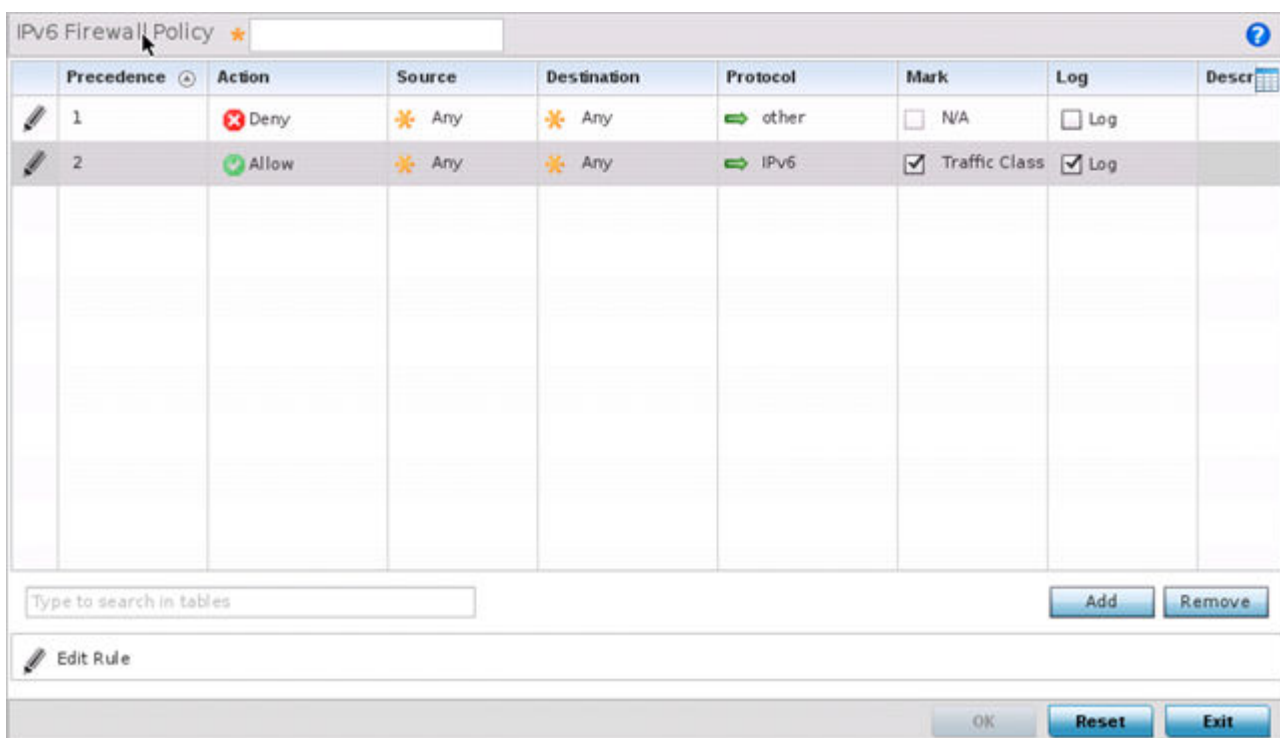 IPv6 Firewall Policy *
Precedence Action Source Destination Protocol Mark Log Descr
1 Deny Any Any other N/A Log
2 Allow Any Any IPv6 Traffic Class Log
Type to search in tables Add Remove
Edit Rule
OK Reset Exit